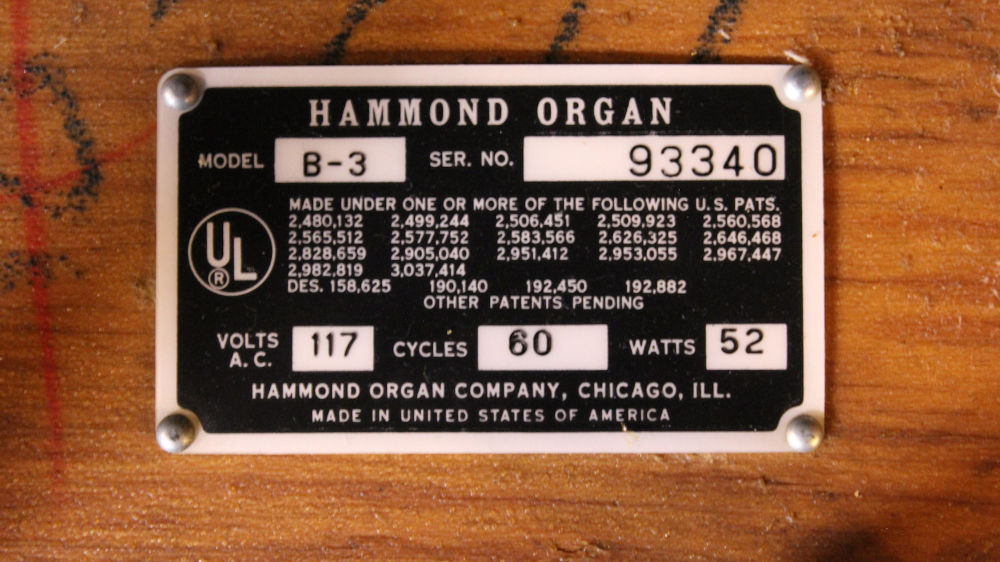 HAMMOND ORGAN
MODEL B-3 SER. NO. 93340
MADE UNDER ONE OR MORE OF THE FOLLOWING U.S. PATS.
2,480,132 2,499,244 2,506,451 2,509,923 2,560,568
2,565,512 2,577,752 2,583,566 2,626,325 2,646,468
2,828,659 2,905,040 2,951,412 2,953,055 2,967,447
2,982,819 3,037,414
DES. 158,625 190,140 192,450 192,882
OTHER PATENTS PENDING
UL
®
VOLTS A.C. 117 CYCLES 60 WATTS 52
HAMMOND ORGAN COMPANY, CHICAGO, ILL.
MADE IN UNITED STATES OF AMERICA